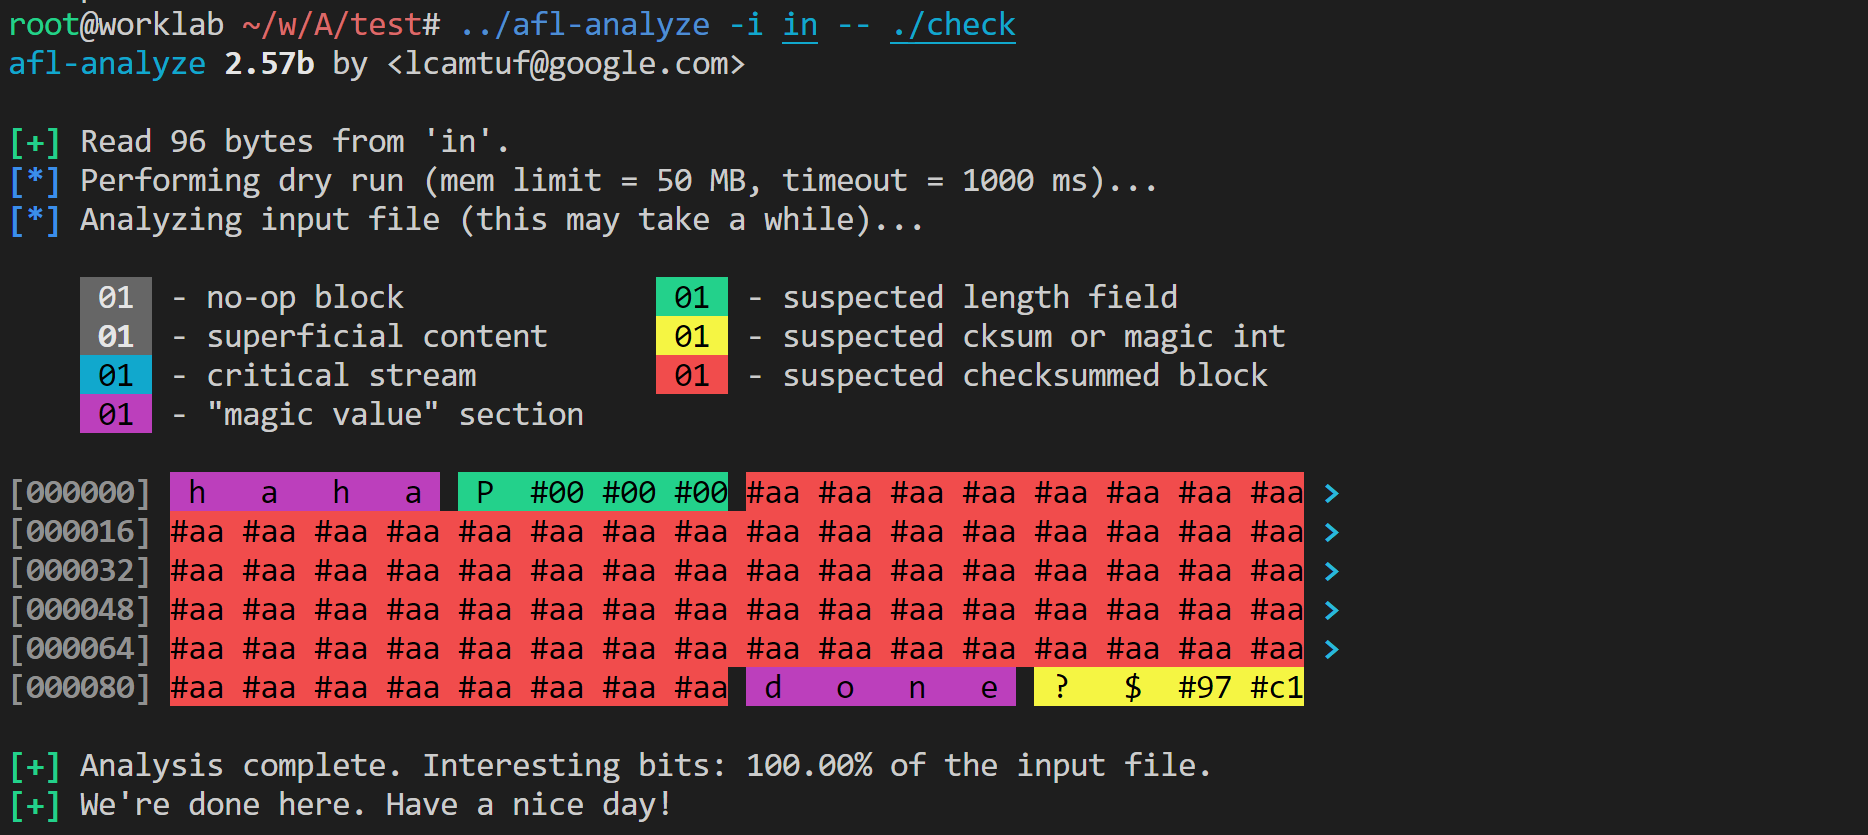 root@worklab ~/w/A/test# ../afl-analyze -i in -- ./check
afl-analyze 2.57b by <lcamtuf@google.com>
[+] Read 96 bytes from 'in'.
[*] Performing dry run (mem limit = 50 MB, timeout = 1000 ms)...
[*] Analyzing input file (this may take a while)...
01 - no-op block 01 - suspected length field
01 - superficial content 01 - suspected cksum or magic int
01 - critical stream 01 - suspected checksummed block
01 - "magic value" section
[000000] h a h a P #00 #00 #00 #aa #aa #aa #aa #aa #aa #aa #aa >
[000016] #aa #aa #aa #aa #aa #aa #aa #aa #aa #aa #aa #aa #aa #aa #aa #aa >
[000032] #aa #aa #aa #aa #aa #aa #aa #aa #aa #aa #aa #aa #aa #aa #aa #aa >
[000048] #aa #aa #aa #aa #aa #aa #aa #aa #aa #aa #aa #aa #aa #aa #aa #aa >
[000064] #aa #aa #aa #aa #aa #aa #aa #aa #aa #aa #aa #aa #aa #aa #aa #aa >
[000080] #aa #aa #aa #aa #aa #aa #aa #aa d o n e ? $ #97 #c1
[+] Analysis complete. Interesting bits: 100.00% of the input file.
[+] We're done here. Have a nice day!